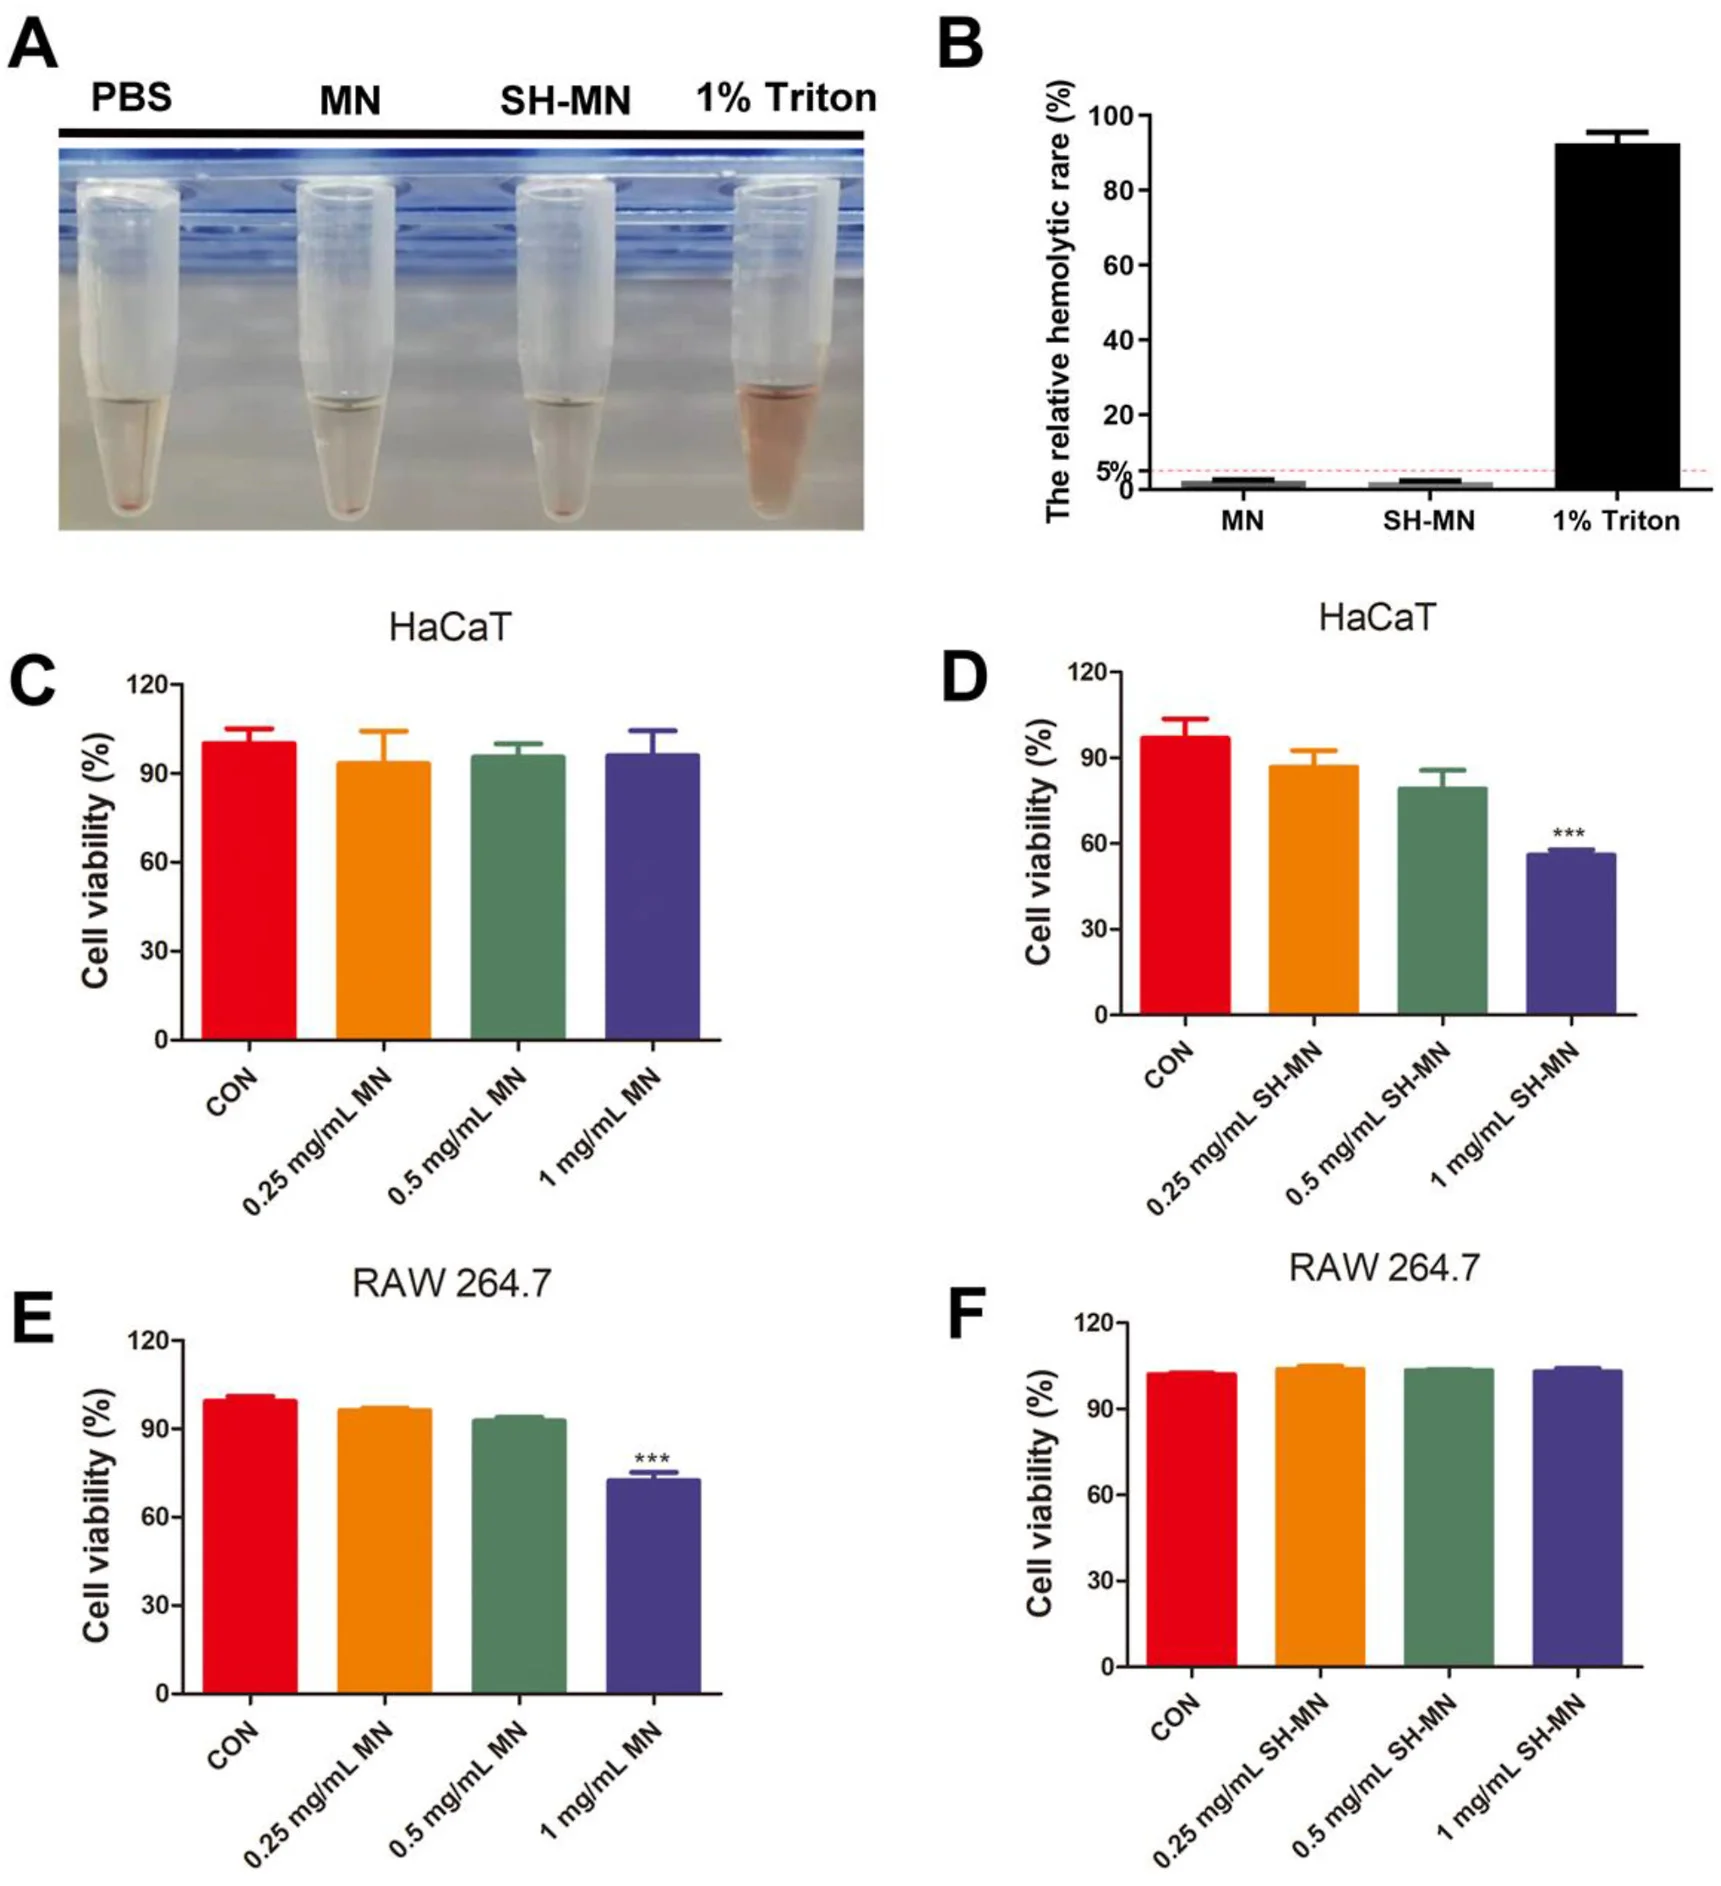 A
PBS MN SH-MN 1% Triton
B
The relative hemolytic rare (%)
100
80
60
40
20
5%
0
MN SH-MN 1% Triton
C
HaCaT
Cell viability (%)
120
90
60
30
0
CON
0.25 mg/mL MN
0.5 mg/mL MN
1 mg/mL MN
D
HaCaT
Cell viability (%)
120
90
60
30
0
***
CON
0.25 mg/mL SH-MN
0.5 mg/mL SH-MN
1 mg/mL SH-MN
E
RAW 264.7
Cell viability (%)
120
90
60
30
0
***
CON
0.25 mg/mL MN
0.5 mg/mL MN
1 mg/mL MN
F
RAW 264.7
Cell viability (%)
120
90
60
30
0
CON
0.25 mg/mL SH-MN
0.5 mg/mL SH-MN
1 mg/mL SH-MN